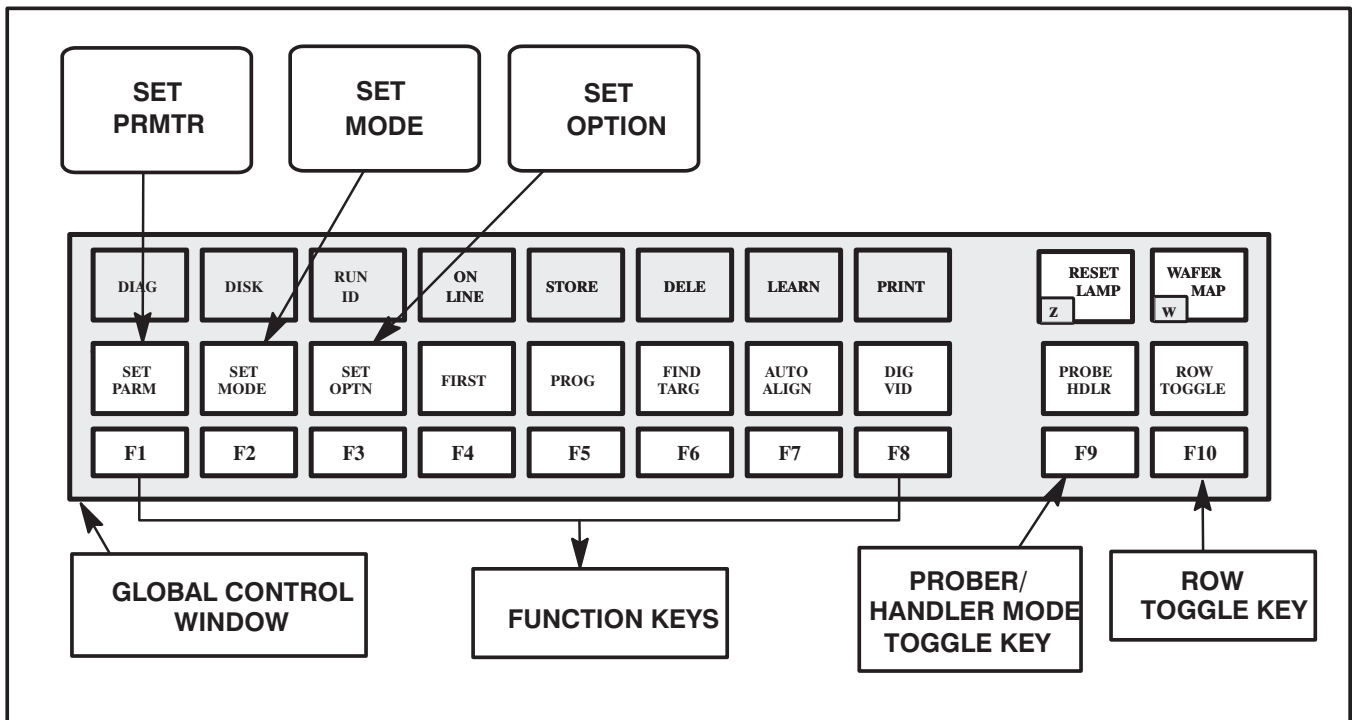 SET
PRMTR
SET
MODE
SET
OPTION
DIAG
DISK
RUN
ID
ON
LINE
STORE
DELE
LEARN
PRINT
RESET
LAMP
Z
WAFER
MAP
W
SET
PARM
SET
MODE
SET
OPTN
FIRST
PROG
FIND
TARG
AUTO
ALIGN
DIG
VID
PROBE
HDLR
ROW
TOGGLE
F1
F2
F3
F4
F5
F6
F7
F8
F9
F10
GLOBAL CONTROL
WINDOW
FUNCTION KEYS
PROBER/
HANDLER MODE
TOGGLE KEY
ROW
TOGGLE KEY